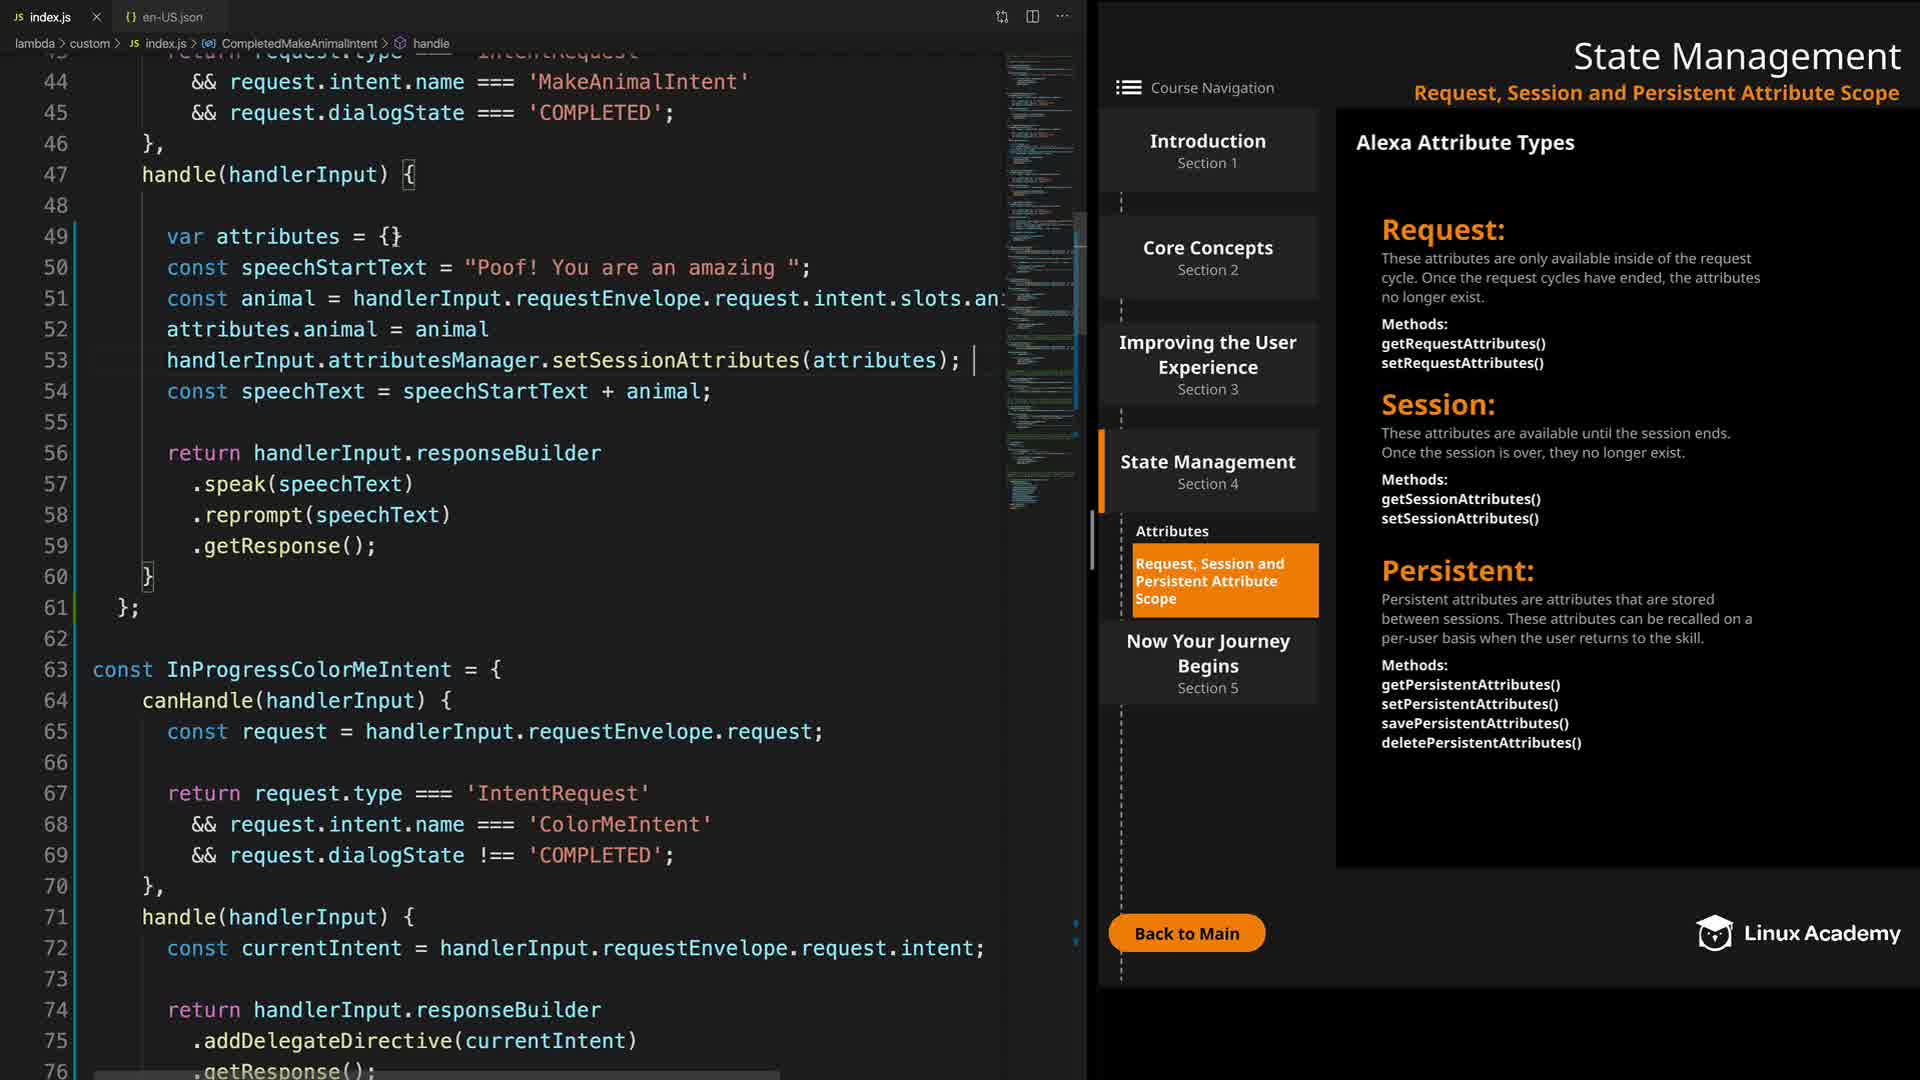 index.js
en-US.json
lambda > custom > JS index.js > CompletedMakeAnimalIntent > handle
44 && request.intent.name === 'MakeAnimalIntent'
45 && request.dialogState === 'COMPLETED';
46 },
47 handle(handlerInput) {
48
49 var attributes = {}
50 const speechStartText = "Poof! You are an amazing ";
51 const animal = handlerInput.requestEnvelope.request.intent.slots.ani
52 attributes.animal = animal
53 handlerInput.attributesManager.setSessionAttributes(attributes);
54 const speechText = speechStartText + animal;
55
56 return handlerInput.responseBuilder
57 .speak(speechText)
58 .reprompt(speechText)
59 .getResponse();
60 }
61 };
62
63 const InProgressColorMeIntent = {
64 canHandle(handlerInput) {
65 const request = handlerInput.requestEnvelope.request;
66
67 return request.type === 'IntentRequest'
68 && request.intent.name === 'ColorMeIntent'
69 && request.dialogState !== 'COMPLETED';
70 },
71 handle(handlerInput) {
72 const currentIntent = handlerInput.requestEnvelope.request.intent;
73
74 return handlerInput.responseBuilder
75 .addDelegateDirective(currentIntent)
76 .getResponse();
State Management
Request, Session and Persistent Attribute Scope
Course Navigation
Introduction
Section 1
Core Concepts
Section 2
Improving the User
Experience
Section 3
State Management
Section 4
Attributes
Request, Session and
Persistent Attribute
Scope
Now Your Journey
Begins
Section 5
Back to Main
Alexa Attribute Types
Request:
These attributes are only available inside of the request
cycle. Once the request cycles have ended, the attributes
no longer exist.
Methods:
getRequestAttributes()
setRequestAttributes()
Session:
These attributes are available until the session ends.
Once the session is over, they no longer exist.
Methods:
getSessionAttributes()
setSessionAttributes()
Persistent:
Persistent attributes are attributes that are stored
between sessions. These attributes can be recalled on a
per-user basis when the user returns to the skill.
Methods:
getPersistentAttributes()
setPersistentAttributes()
savePersistentAttributes()
deletePersistentAttributes()
Linux Academy